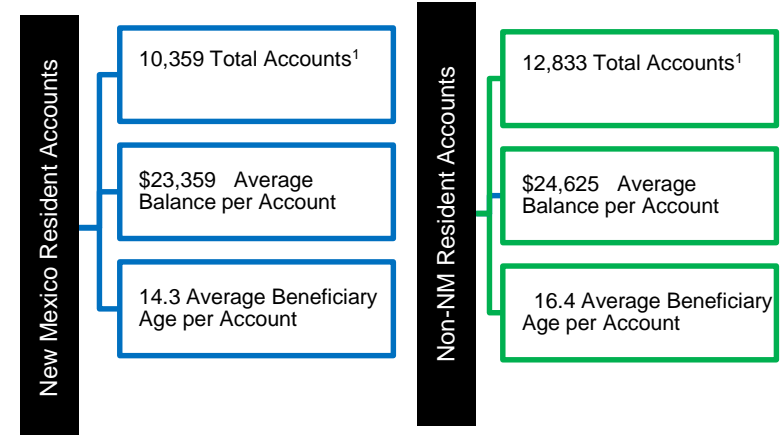 New Mexico Resident Accounts
10,359 Total Accounts¹
$23,359 Average
Balance per Account
14.3 Average Beneficiary
Age per Account
Non-NM Resident Accounts
12,833 Total Accounts¹
$24,625 Average
Balance per Account
16.4 Average Beneficiary
Age per Account